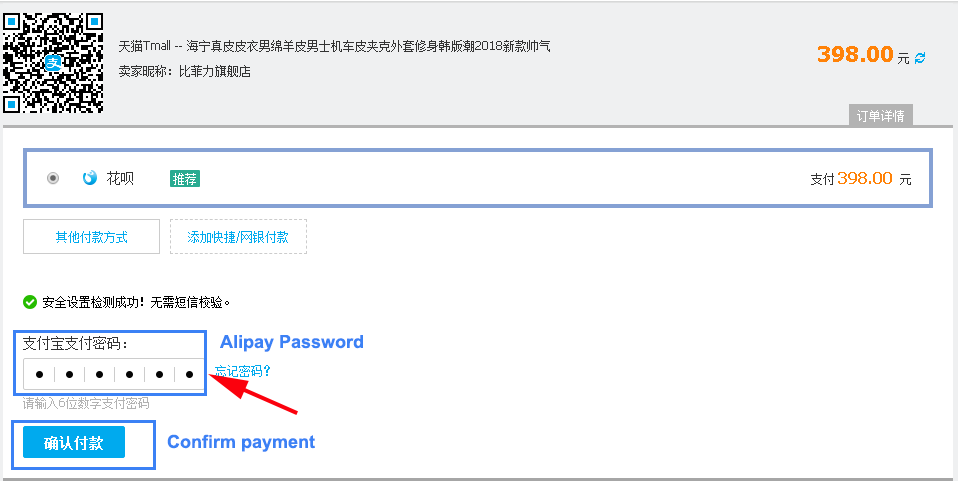 天猫Tmall -- 海宁真皮皮衣男绵羊皮男士机车皮夹克外套修身韩版潮2018新款帅气
398.00 元
卖家昵称：比菲力旗舰店
订单详情
花呗 推荐 支付 398.00 元
其他付款方式 添加快捷/网银付款
安全设置检测成功！无需短信校验。
支付宝支付密码： Alipay Password
忘记密码？
请输入6位数字支付密码
确认付款 Confirm payment